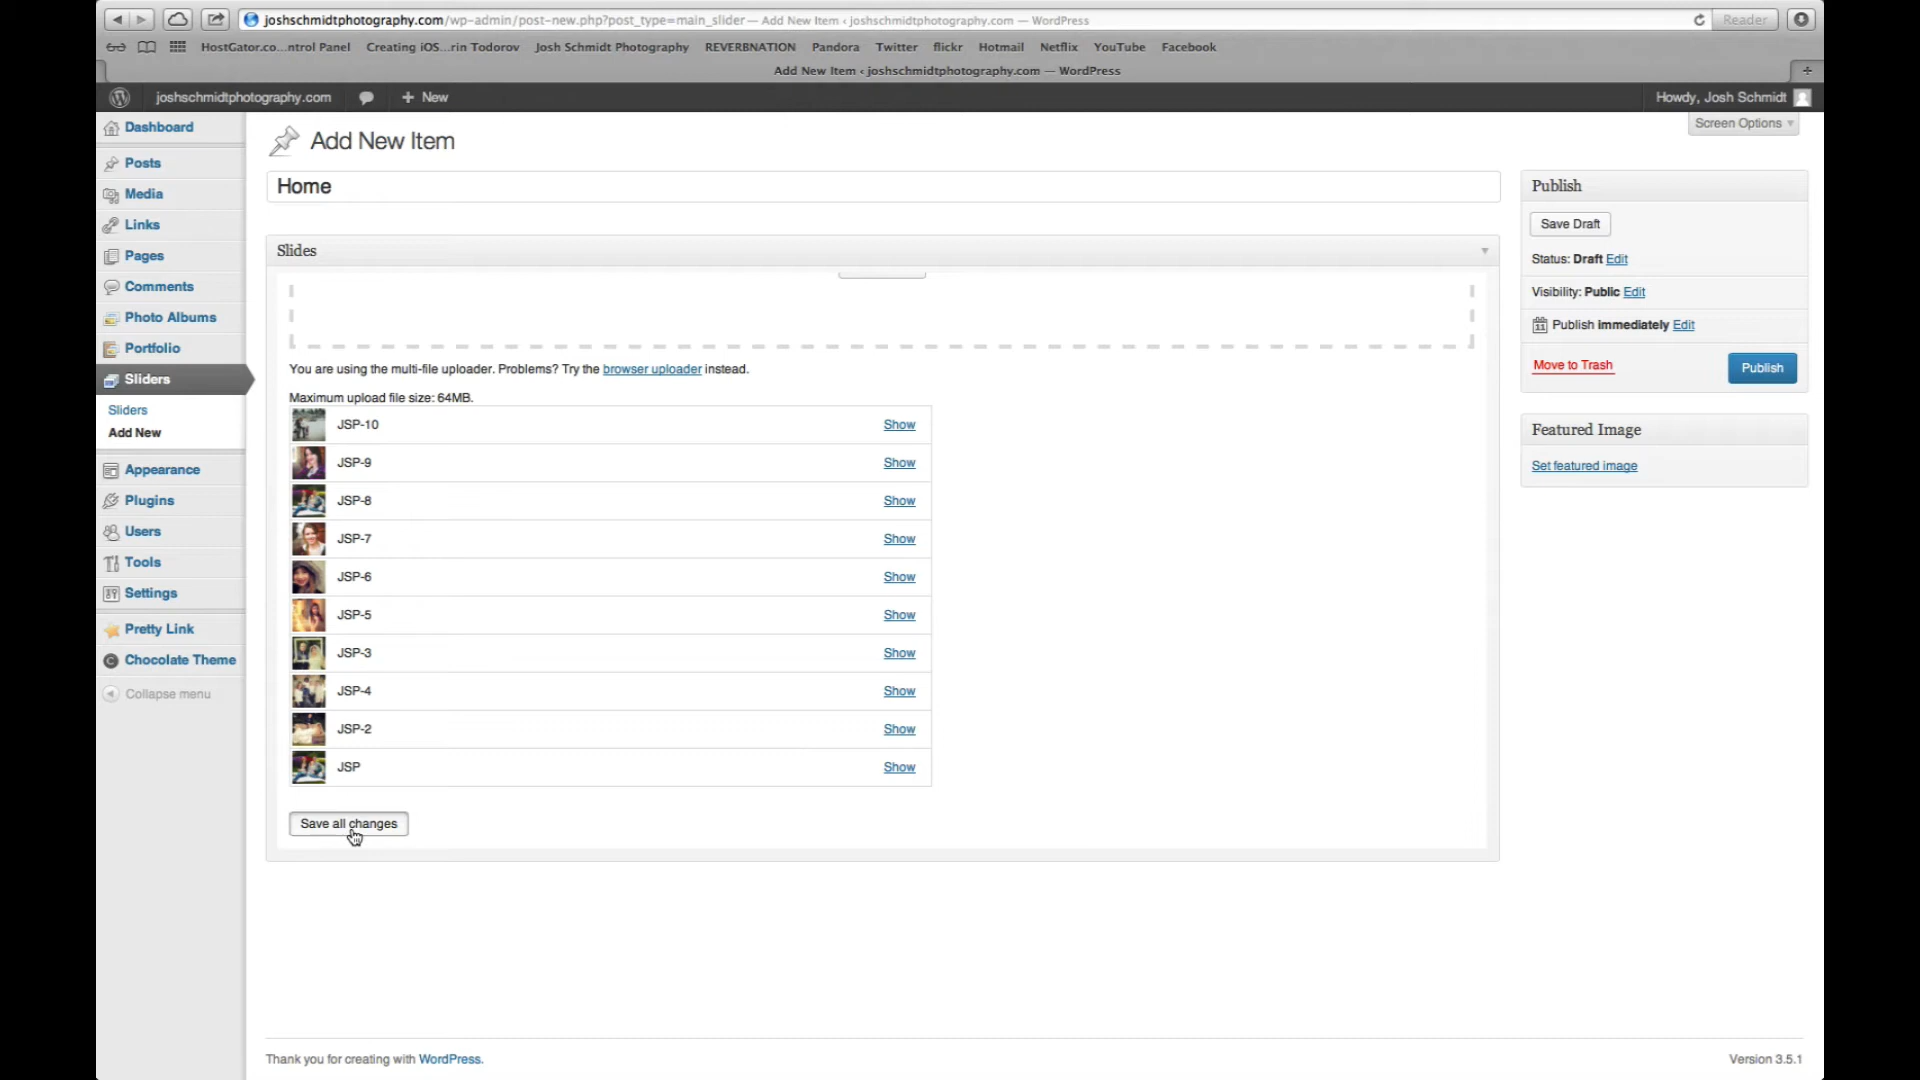 joshschmidtphotography.com/wp-admin/post-new.php?post_type=main_slider — Add New Item ‹ joshschmidtphotography.com — WordPress
Reader
HostGator.co...ntrol Panel Creating iOS...rin Todorov Josh Schmidt Photography REVERBNATION Pandora Twitter flickr Hotmail Netflix YouTube Facebook
Add New Item ‹ joshschmidtphotography.com — WordPress
joshschmidtphotography.com + New Howdy, Josh Schmidt
Screen Options
Dashboard
Posts
Media
Links
Pages
Comments
Photo Albums
Portfolio
Sliders
Sliders
Add New
Appearance
Plugins
Users
Tools
Settings
Pretty Link
Chocolate Theme
Collapse menu
Add New Item
Home
Slides
You are using the multi-file uploader. Problems? Try the browser uploader instead.
Maximum upload file size: 64MB.
JSP-10 Show
JSP-9 Show
JSP-8 Show
JSP-7 Show
JSP-6 Show
JSP-5 Show
JSP-3 Show
JSP-4 Show
JSP-2 Show
JSP Show
Save all changes
Publish
Save Draft
Status: Draft Edit
Visibility: Public Edit
Publish immediately Edit
Move to Trash Publish
Featured Image
Set featured image
Thank you for creating with WordPress.
Version 3.5.1